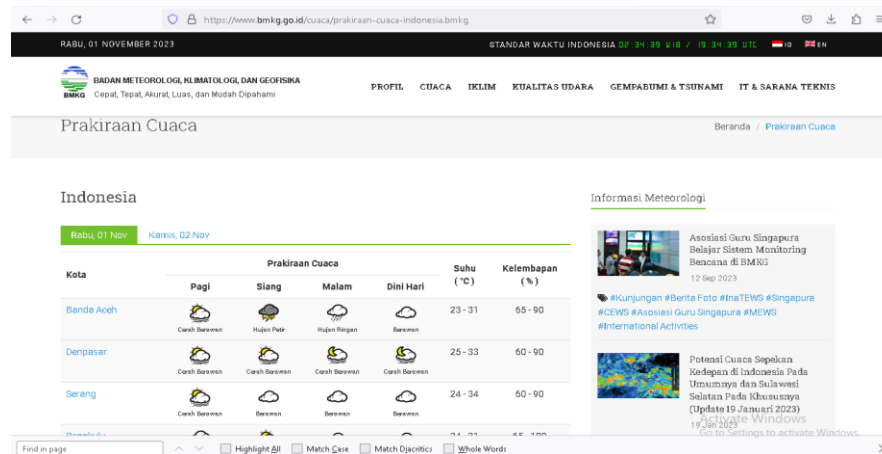 https://www.bmkg.go.id/cuaca/prakiraan-cuaca-indonesia.bmkg
RABU, 01 NOVEMBER 2023
STANDAR WAKTU INDONESIA 02:34:39 WIB / 19:34:39 UTC ID EN
BADAN METEOROLOGI, KLIMATOLOGI, DAN GEOFISIKA
BMKG Cepat, Tepat, Akurat, Luas, dan Mudah Dipahami
PROFIL CUACA IKLIM KUALITAS UDARA GEMPABUMI & TSUNAMI IT & SARANA TEKNIS
Prakiraan Cuaca
Beranda / Prakiraan Cuaca
Indonesia
Rabu, 01 Nov Kamis, 02 Nov
Kota Prakiraan Cuaca Suhu (°C) Kelembapan (%)
Pagi Siang Malam Dini Hari
Banda Aceh 23 - 31 65 - 90
Cerah Berawan Hujan Petir Hujan Ringan Berawan
Denpasar 25 - 33 60 - 90
Cerah Berawan Cerah Berawan Cerah Berawan Cerah Berawan
Serang 24 - 34 60 - 90
Cerah Berawan Berawan Berawan Berawan
Informasi Meteorologi
Asosiasi Guru Singapura
Belajar Sistem Monitoring
Bencana di BMKG
12 Sep 2023
#Kunjungan #Berita Foto #InaTEWS #Singapura
#CEWS #Asosiasi Guru Singapura #MEWS
#International Activities
Potensi Cuaca Sepekan
Kedepan di Indonesia Pada
Umumnya dan Sulawesi
Selatan Pada Khususnya
(Update 19 Januari 2023)
19 Jan 2023
Activate Windows
Go to Settings to activate Windows.
Find in page Highlight All Match Case Match Diacritics Whole Words